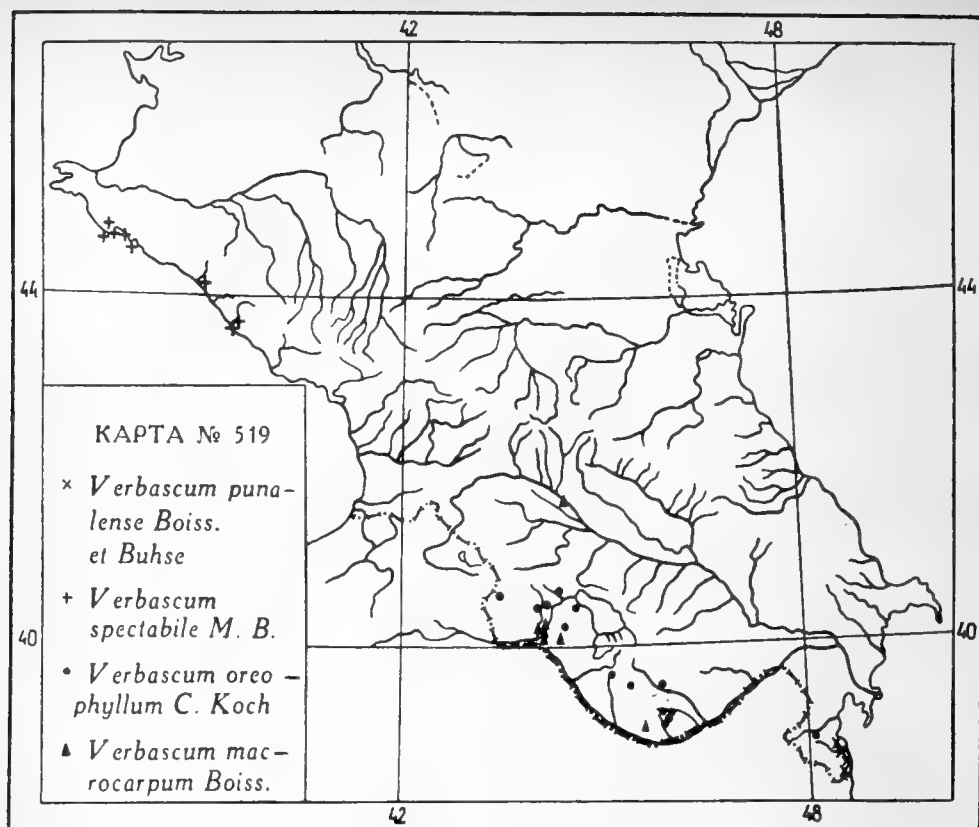 42 48
44 44
КАРТА № 519
× Verbascum puna-
lense Boiss.
et Buhse
+ Verbascum
spectabile M. B.
• Verbascum oreo-
phyllum C. Koch
▲ Verbascum mac-
rocarpum Boiss.
40 40
42 48